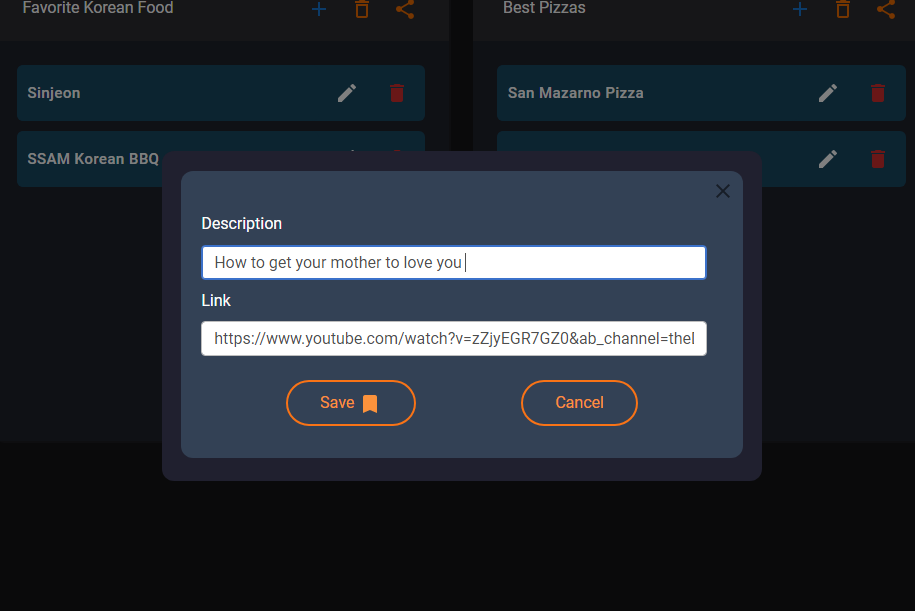 Favorite Korean Food
Best Pizzas
Sinjeon
San Mazarno Pizza
SSAM Korean BBQ
Description
How to get your mother to love you
Link
https://www.youtube.com/watch?v=zZjyEGR7GZ0&ab_channel=theI
Save
Cancel